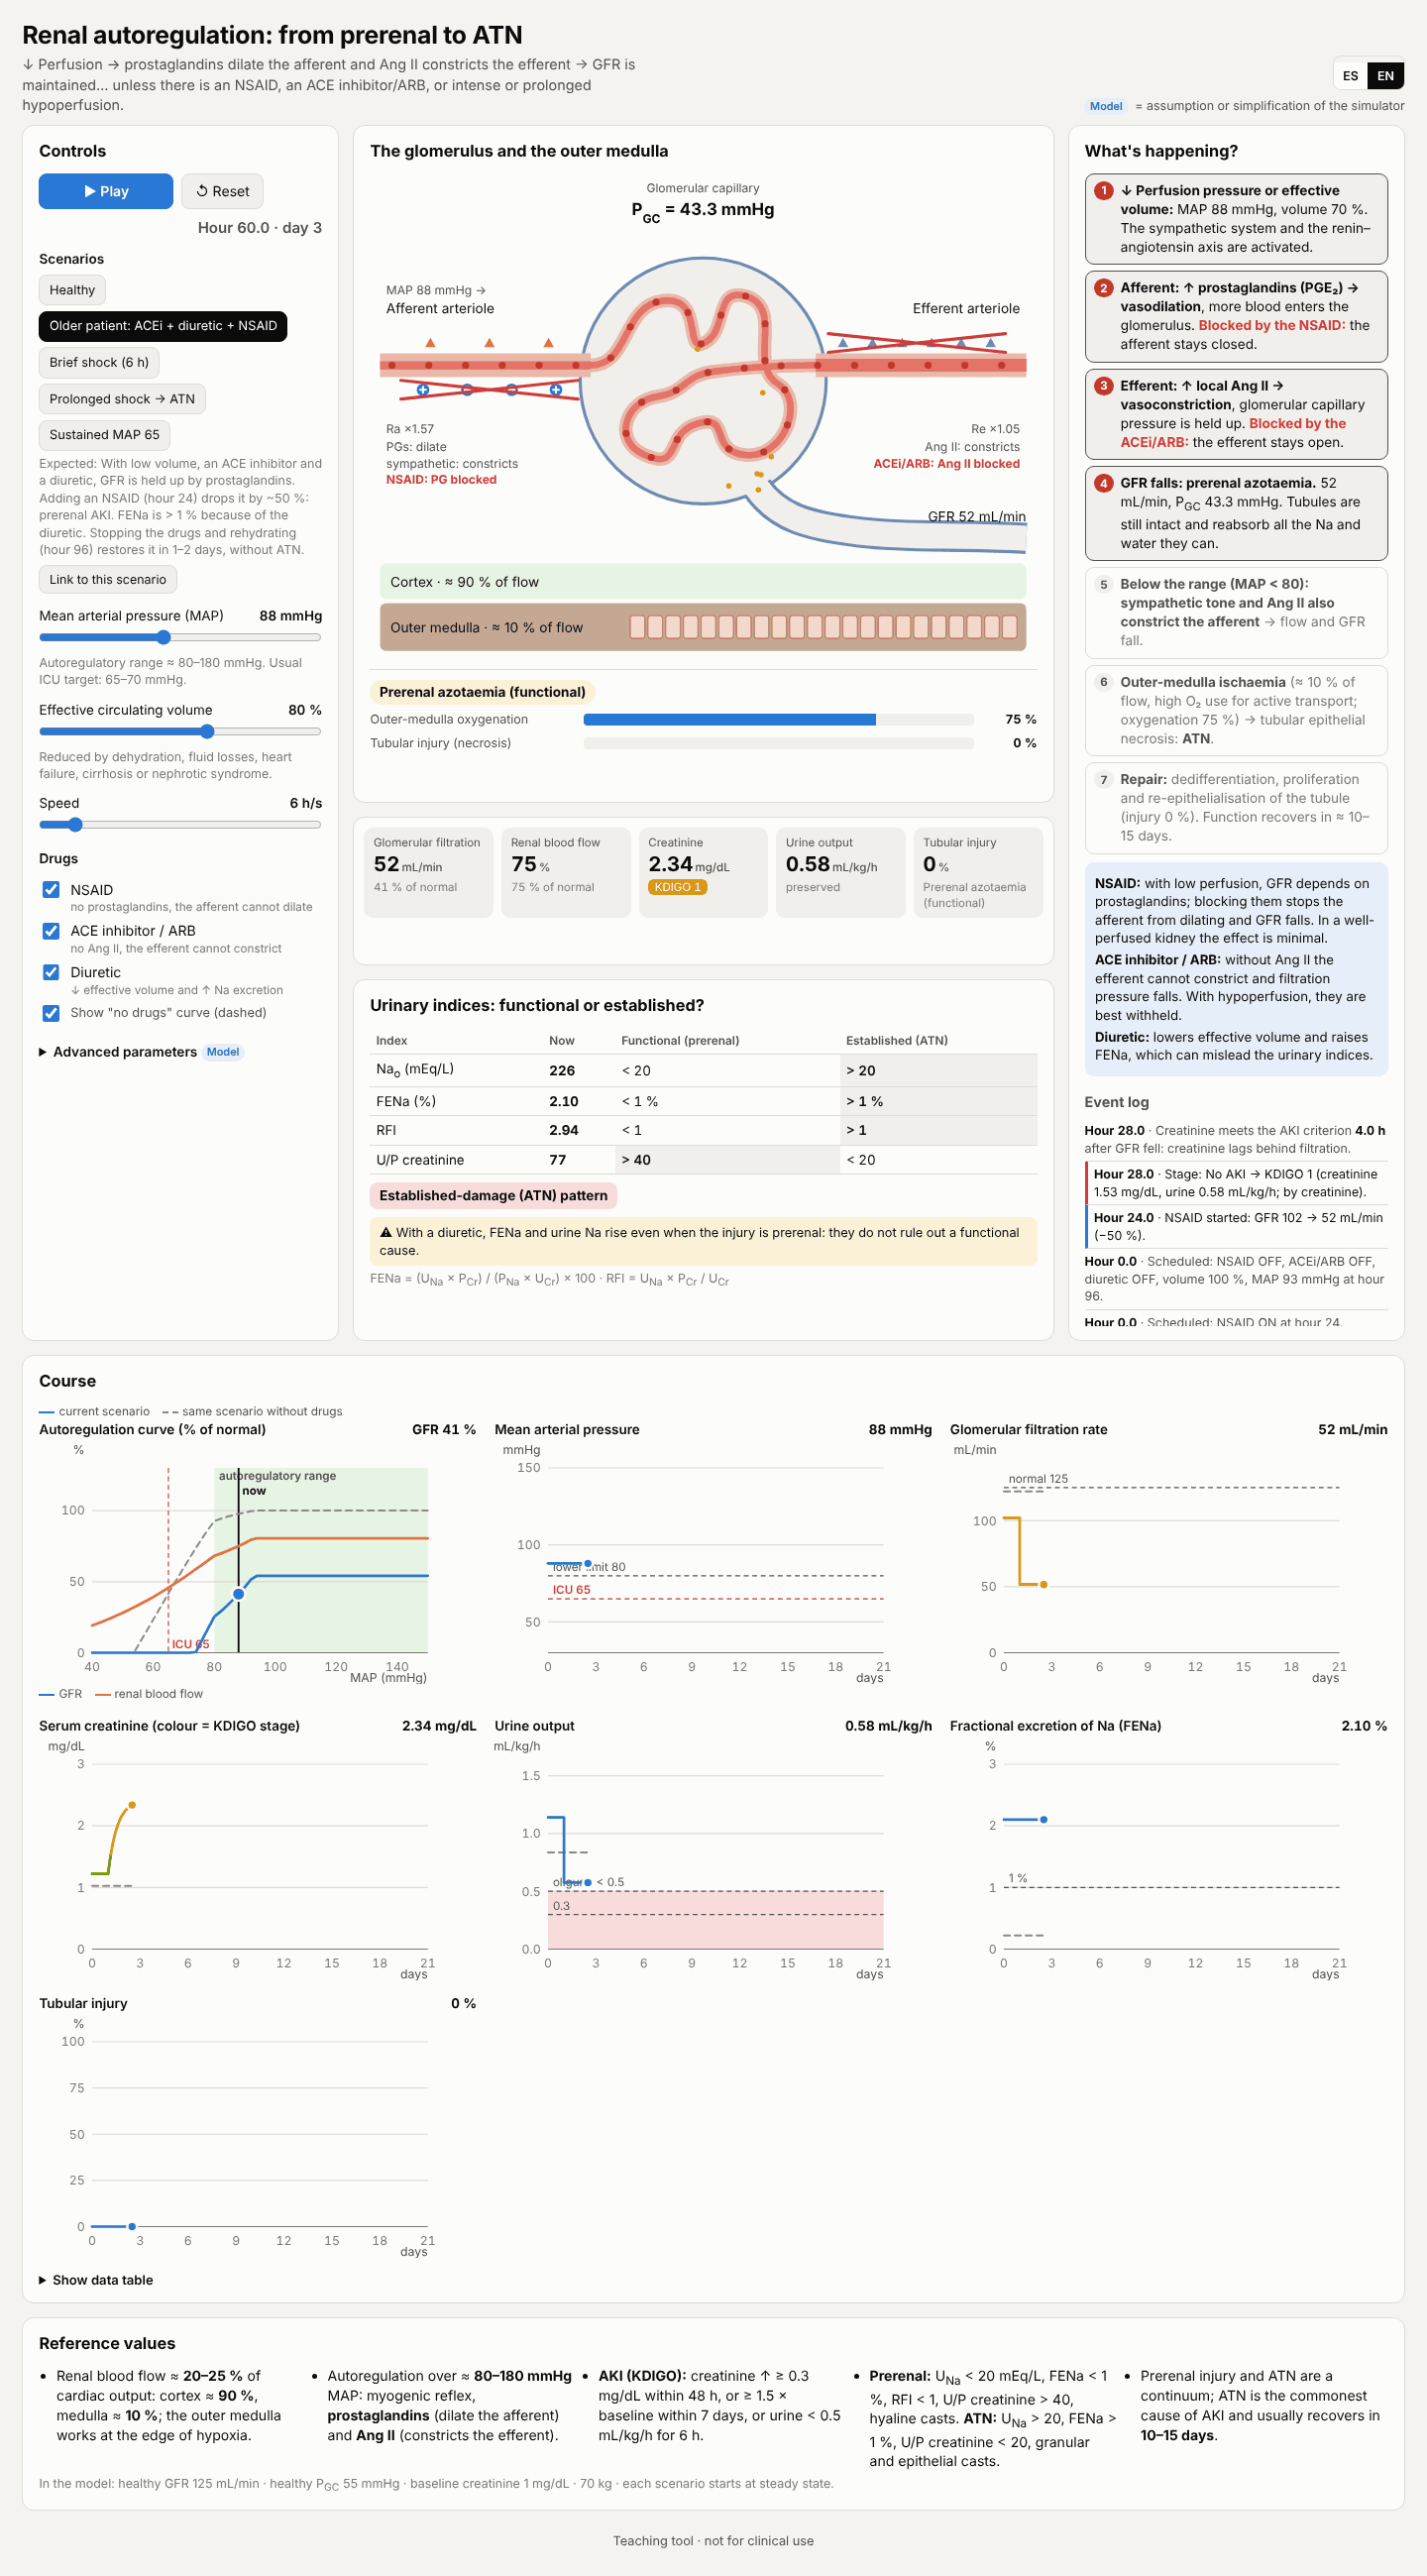 Renal autoregulation: from prerenal to ATN
↓ Perfusion → prostaglandins dilate the afferent and Ang II constricts the efferent → GFR is
maintained... unless there is an NSAID, an ACE inhibitor/ARB, or intense or prolonged
hypoperfusion.
ES EN
Model = assumption or simplification of the simulator
Controls
▶ Play ↺ Reset
Hour 60.0 · day 3
Scenarios
Healthy
Older patient: ACEi + diuretic + NSAID
Brief shock (6 h)
Prolonged shock → ATN
Sustained MAP 65
Expected: With low volume, an ACE inhibitor and
a diuretic, GFR is held up by prostaglandins.
Adding an NSAID (hour 24) drops it by ~50 %:
prerenal AKI. FENa is > 1 % because of the
diuretic. Stopping the drugs and rehydrating
(hour 96) restores it in 1–2 days, without ATN.
Link to this scenario
Mean arterial pressure (MAP) 88 mmHg
Autoregulatory range ≈ 80–180 mmHg. Usual
ICU target: 65–70 mmHg.
Effective circulating volume 80 %
Reduced by dehydration, fluid losses, heart
failure, cirrhosis or nephrotic syndrome.
Speed 6 h/s
Drugs
NSAID
no prostaglandins, the afferent cannot dilate
ACE inhibitor / ARB
no Ang II, the efferent cannot constrict
Diuretic
↓ effective volume and ↑ Na excretion
Show "no drugs" curve (dashed)
▶ Advanced parameters Model
The glomerulus and the outer medulla
Glomerular capillary
PGC = 43.3 mmHg
MAP 88 mmHg →
Afferent arteriole
Efferent arteriole
Ra ×1.57
PGs: dilate
sympathetic: constricts
NSAID: PG blocked
Re ×1.05
Ang II: constricts
ACEi/ARB: Ang II blocked
GFR 52 mL/min
Cortex · ≈ 90 % of flow
Outer medulla · ≈ 10 % of flow
Prerenal azotaemia (functional)
Outer-medulla oxygenation 75 %
Tubular injury (necrosis) 0 %
Glomerular filtration
52 mL/min
41 % of normal
Renal blood flow
75 %
75 % of normal
Creatinine
2.34 mg/dL
KDIGO 1
Urine output
0.58 mL/kg/h
preserved
Tubular injury
0 %
Prerenal azotaemia
(functional)
Urinary indices: functional or established?
Index Now Functional (prerenal) Established (ATN)
Nao (mEq/L) 226 < 20 > 20
FENa (%) 2.10 < 1 % > 1 %
RFI 2.94 < 1 > 1
U/P creatinine 77 > 40 < 20
Established-damage (ATN) pattern
⚠ With a diuretic, FENa and urine Na rise even when the injury is prerenal: they do not rule out a functional
cause.
FENa = (UNa × PCr) / (PNa × UCr) × 100 · RFI = UNa × PCr / UCr
What's happening?
1 ↓ Perfusion pressure or effective
volume: MAP 88 mmHg, volume 70 %.
The sympathetic system and the renin–
angiotensin axis are activated.
2 Afferent: ↑ prostaglandins (PGE₂) →
vasodilation, more blood enters the
glomerulus. Blocked by the NSAID: the
afferent stays closed.
3 Efferent: ↑ local Ang II →
vasoconstriction, glomerular capillary
pressure is held up. Blocked by the
ACEi/ARB: the efferent stays open.
4 GFR falls: prerenal azotaemia. 52
mL/min, PGC 43.3 mmHg. Tubules are
still intact and reabsorb all the Na and
water they can.
5 Below the range (MAP < 80):
sympathetic tone and Ang II also
constrict the afferent → flow and GFR
fall.
6 Outer-medulla ischaemia (≈ 10 % of
flow, high O₂ use for active transport;
oxygenation 75 %) → tubular epithelial
necrosis: ATN.
7 Repair: dedifferentiation, proliferation
and re-epithelialisation of the tubule
(injury 0 %). Function recovers in ≈ 10–
15 days.
NSAID: with low perfusion, GFR depends on
prostaglandins; blocking them stops the
afferent from dilating and GFR falls. In a well-
perfused kidney the effect is minimal.
ACE inhibitor / ARB: without Ang II the
efferent cannot constrict and filtration
pressure falls. With hypoperfusion, they are
best withheld.
Diuretic: lowers effective volume and raises
FENa, which can mislead the urinary indices.
Event log
Hour 28.0 · Creatinine meets the AKI criterion 4.0 h
after GFR fell: creatinine lags behind filtration.
Hour 28.0 · Stage: No AKI → KDIGO 1 (creatinine
1.53 mg/dL, urine 0.58 mL/kg/h; by creatinine).
Hour 24.0 · NSAID started: GFR 102 → 52 mL/min
(−50 %).
Hour 0.0 · Scheduled: NSAID OFF, ACEi/ARB OFF,
diuretic OFF, volume 100 %, MAP 93 mmHg at hour
96.
Hour 0.0 · Scheduled: NSAID ON at hour 24.
Course
current scenario same scenario without drugs
Autoregulation curve (% of normal) GFR 41 %
%
100
50
0
autoregulatory range
now
ICU 65
40 60 80 100 120 140
MAP (mmHg)
GFR renal blood flow
Mean arterial pressure 88 mmHg
mmHg
150
100
50
lower limit 80
ICU 65
0 3 6 9 12 15 18 21
days
Glomerular filtration rate 52 mL/min
mL/min
normal 125
100
50
0
0 3 6 9 12 15 18 21
days
Serum creatinine (colour = KDIGO stage) 2.34 mg/dL
mg/dL
3
2
1
0
0 3 6 9 12 15 18 21
days
Urine output 0.58 mL/kg/h
mL/kg/h
1.5
1.0
0.5
0.0
< 0.5
0.3
0 3 6 9 12 15 18 21
days
Fractional excretion of Na (FENa) 2.10 %
%
3
2
1
0
1 %
0 3 6 9 12 15 18 21
days
Tubular injury 0 %
%
100
75
50
25
0
0 3 6 9 12 15 18 21
days
▶ Show data table
Reference values
• Renal blood flow ≈ 20–25 % of
cardiac output: cortex ≈ 90 %,
medulla ≈ 10 %; the outer medulla
works at the edge of hypoxia.
• Autoregulation over ≈ 80–180 mmHg
MAP: myogenic reflex,
prostaglandins (dilate the afferent)
and Ang II (constricts the efferent).
• AKI (KDIGO): creatinine ↑ ≥ 0.3
mg/dL within 48 h, or ≥ 1.5 ×
baseline within 7 days, or urine < 0.5
mL/kg/h for 6 h.
• Prerenal: UNa < 20 mEq/L, FENa < 1
%, RFI < 1, U/P creatinine > 40,
hyaline casts. ATN: UNa > 20, FENa >
1 %, U/P creatinine < 20, granular
and epithelial casts.
• Prerenal injury and ATN are a
continuum; ATN is the commonest
cause of AKI and usually recovers in
10–15 days.
In the model: healthy GFR 125 mL/min · healthy PGC 55 mmHg · baseline creatinine 1 mg/dL · 70 kg · each scenario starts at steady state.
Teaching tool · not for clinical use